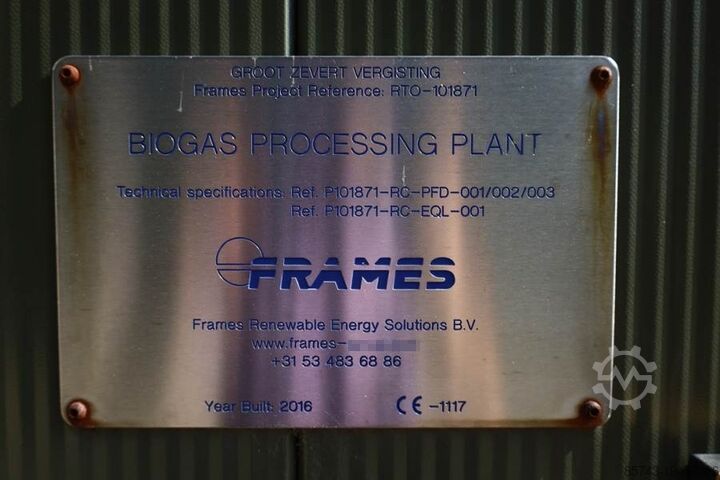 GROOT ZEVERT VERGISTING
Frames Project Reference: RTO-101871
BIOGAS PROCESSING PLANT
Technical specifications: Ref. P101871-RC-PFD-001/002/003
Ref. P101871-RC-EQL-001
FRAMES
Frames Renewable Energy Solutions B.V.
www.frames-
+31 53 483 68 86
Year Built: 2016 CE-1117